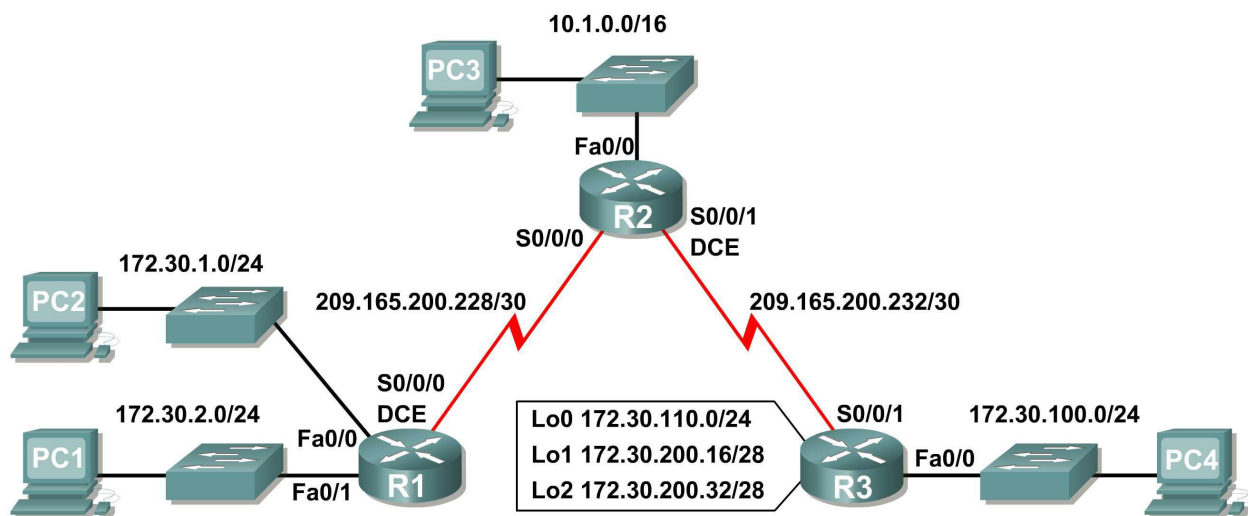 10.1.0.0/16
PC3
Fa0/0
R2
S0/0/0
S0/0/1
DCE
172.30.1.0/24
PC2
209.165.200.228/30
209.165.200.232/30
S0/0/0
DCE
172.30.2.0/24
Fa0/0
PC1
Fa0/1
R1
Lo0 172.30.110.0/24
Lo1 172.30.200.16/28
Lo2 172.30.200.32/28
S0/0/1
172.30.100.0/24
Fa0/0
R3
PC4